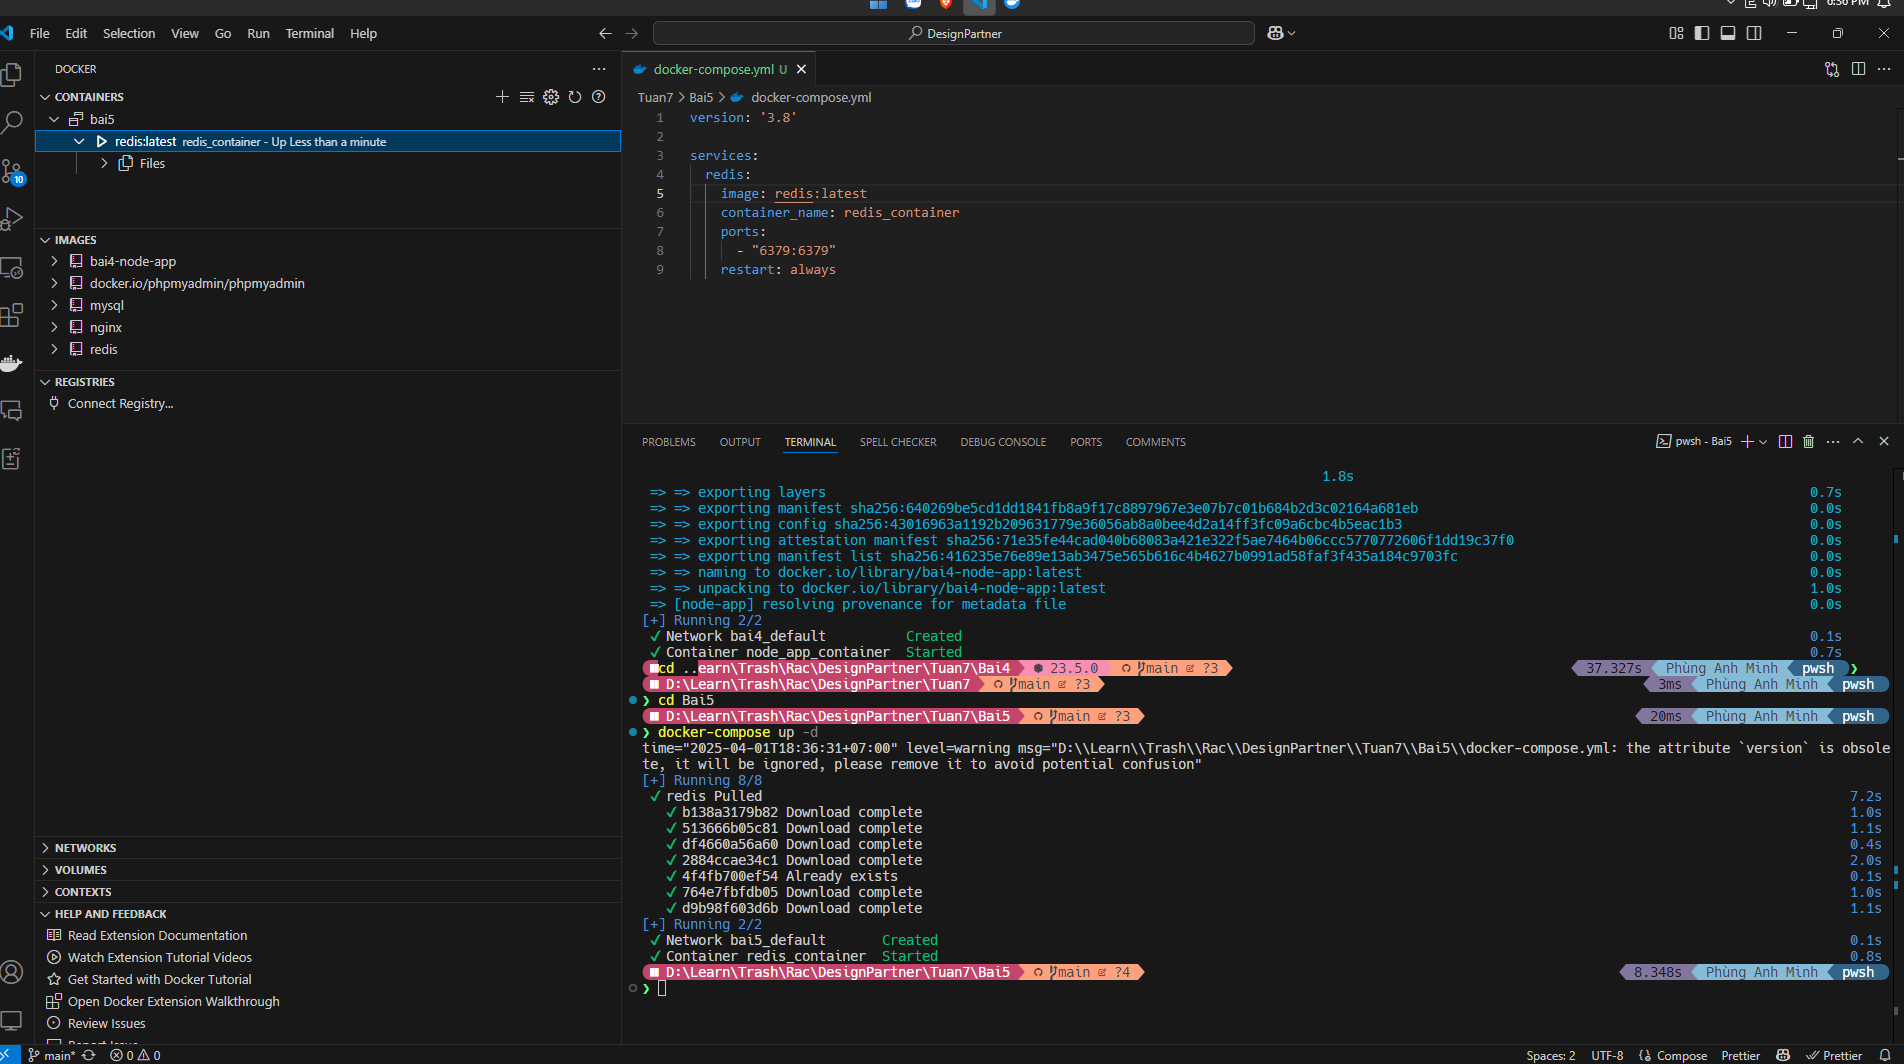 File Edit Selection View Go Run Terminal Help
DesignPartner
DOCKER
CONTAINERS
bai5
redis:latest redis_container - Up Less than a minute
Files
10
IMAGES
bai4-node-app
docker.io/phpmyadmin/phpmyadmin
mysql
nginx
redis
REGISTRIES
Connect Registry...
NETWORKS
VOLUMES
CONTEXTS
HELP AND FEEDBACK
Read Extension Documentation
Watch Extension Tutorial Videos
Get Started with Docker Tutorial
Open Docker Extension Walkthrough
Review Issues
docker-compose.yml U
Tuan7 > Bai5 > docker-compose.yml
1 version: '3.8'
2
3 services:
4 redis:
5 image: redis:latest
6 container_name: redis_container
7 ports:
8 - "6379:6379"
9 restart: always
PROBLEMS OUTPUT TERMINAL SPELL CHECKER DEBUG CONSOLE PORTS COMMENTS
pwsh - Bai5
1.8s
=> => exporting layers 0.7s
=> => exporting manifest sha256:640269be5cd1dd1841fb8a9f17c8897967e3e07b7c01b684b2d3c02164a681eb 0.0s
=> => exporting config sha256:43016963a1192b209631779e36056ab8a0bee4d2a14ff3fc09a6cbc4b5eac1b3 0.0s
=> => exporting attestation manifest sha256:71e35fe44cad040b68083a421e322f5ae7464b06ccc5770772606f1dd19c37f0 0.0s
=> => exporting manifest list sha256:416235e76e89e13ab3475e565b616c4b4627b0991ad58faf3f435a184c9703fc 0.0s
=> => naming to docker.io/library/bai4-node-app:latest 0.0s
=> => unpacking to docker.io/library/bai4-node-app:latest 1.0s
=> [node-app] resolving provenance for metadata file 0.0s
[+] Running 2/2
✓ Network bai4_default Created 0.1s
✓ Container node_app_container Started 0.7s
cd ..earn\Trash\Rac\DesignPartner\Tuan7\Bai4 23.5.0 main ?3 37.327s Phùng Anh Minh pwsh ❯
D:\Learn\Trash\Rac\DesignPartner\Tuan7 main ?3 3ms Phùng Anh Minh pwsh
❯ cd Bai5
D:\Learn\Trash\Rac\DesignPartner\Tuan7\Bai5 main ?3 20ms Phùng Anh Minh pwsh
❯ docker-compose up -d
time="2025-04-01T18:36:31+07:00" level=warning msg="D:\\Learn\\Trash\\Rac\\DesignPartner\\Tuan7\\Bai5\\docker-compose.yml: the attribute `version` is obsole
te, it will be ignored, please remove it to avoid potential confusion"
[+] Running 8/8
✓ redis Pulled 7.2s
✓ b138a3179b82 Download complete 1.0s
✓ 513666b05c81 Download complete 1.1s
✓ df4660a56a60 Download complete 0.4s
✓ 2884ccae34c1 Download complete 2.0s
✓ 4f4fb700ef54 Already exists 0.1s
✓ 764e7fbfdb05 Download complete 1.0s
✓ d9b98f603d6b Download complete 1.1s
[+] Running 2/2
✓ Network bai5_default Created 0.1s
✓ Container redis_container Started 0.8s
D:\Learn\Trash\Rac\DesignPartner\Tuan7\Bai5 main ?4 8.348s Phùng Anh Minh pwsh
❯
main* 0 0 Spaces: 2 UTF-8 Compose Prettier Prettier